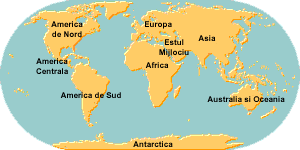 America
de Nord
Europa
Estul
Mijlociu
Asia
America
Centrala
Africa
America de Sud
Australia si Oceania
Antarctica